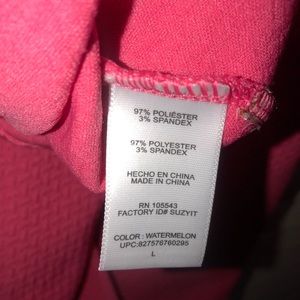 97% POLIÉSTER
3% SPANDEX
97% POLYESTER
3% SPANDEX
HECHO EN CHINA
MADE IN CHINA
RN 105543
FACTORY ID# SUZYIT
COLOR : WATERMELON
UPC:827576760295
L